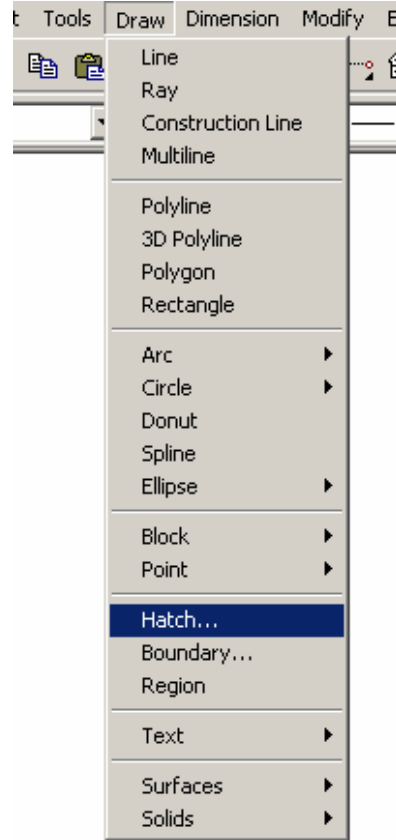 t Tools Draw Dimension Modify E
Line
Ray
Construction Line
Multiline
Polyline
3D Polyline
Polygon
Rectangle
Arc
Circle
Donut
Spline
Ellipse
Block
Point
Hatch...
Boundary...
Region
Text
Surfaces
Solids